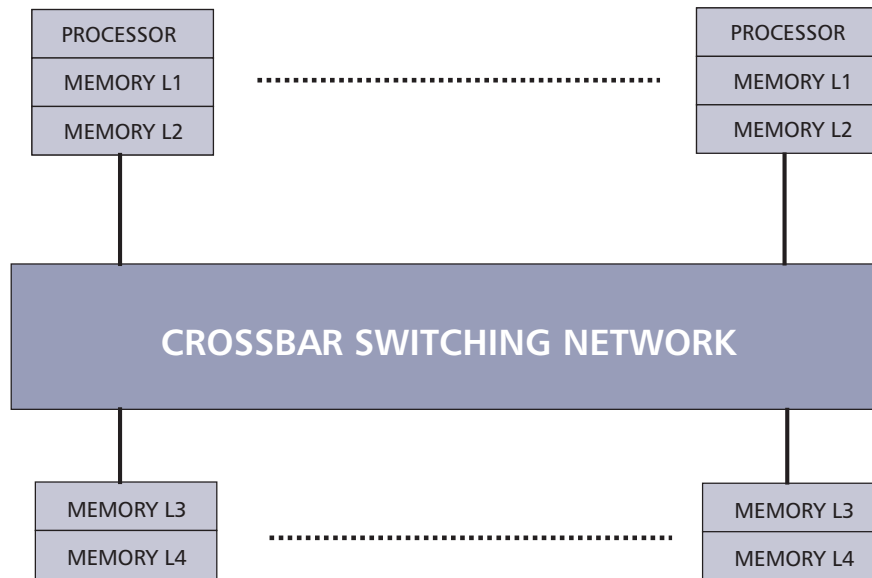 PROCESSOR
MEMORY L1
MEMORY L2
PROCESSOR
MEMORY L1
MEMORY L2
CROSSBAR SWITCHING NETWORK
MEMORY L3
MEMORY L4
MEMORY L3
MEMORY L4